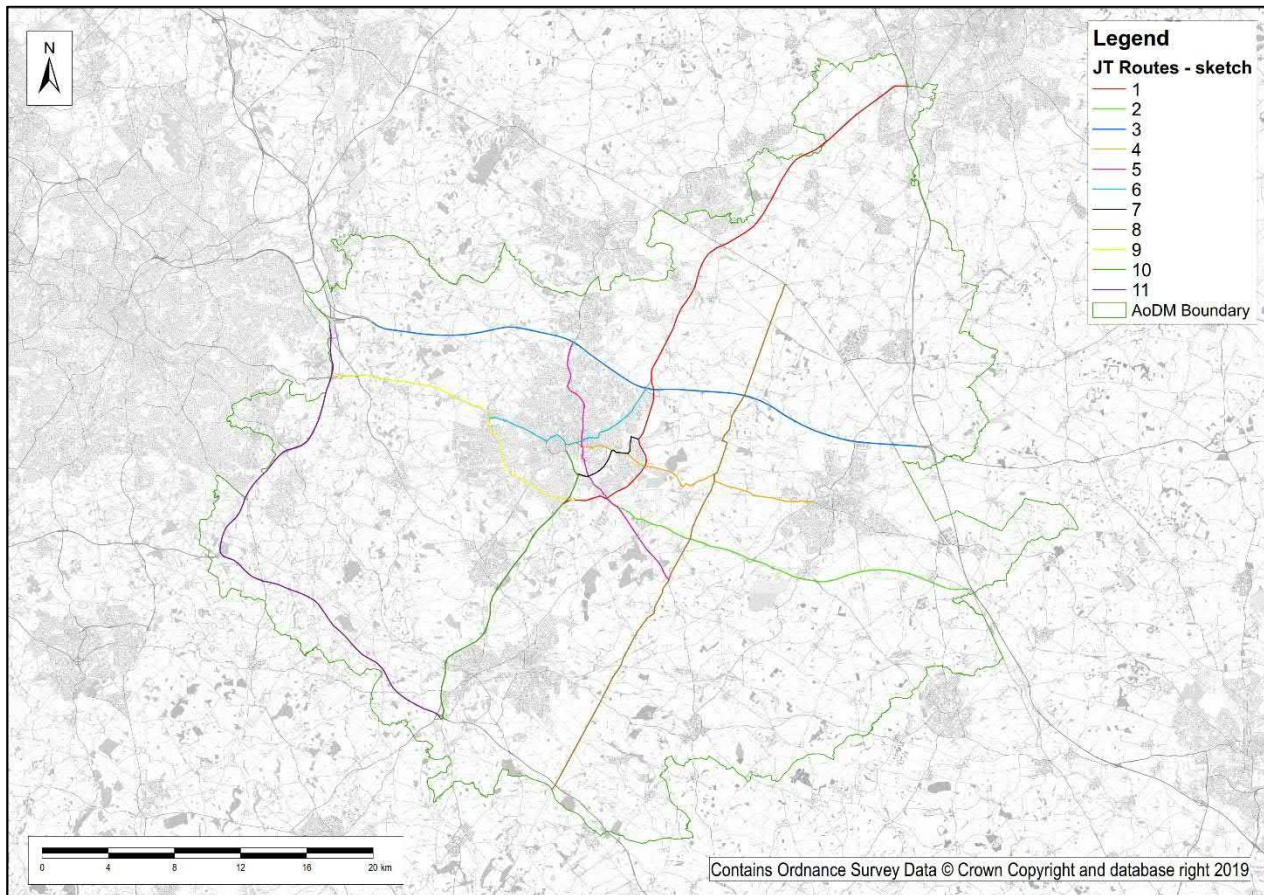 N
Legend
JT Routes - sketch
1
2
3
4
5
6
7
8
9
10
11
AoDM Boundary
0 4 8 12 16 20 km
Contains Ordnance Survey Data © Crown Copyright and database right 2019